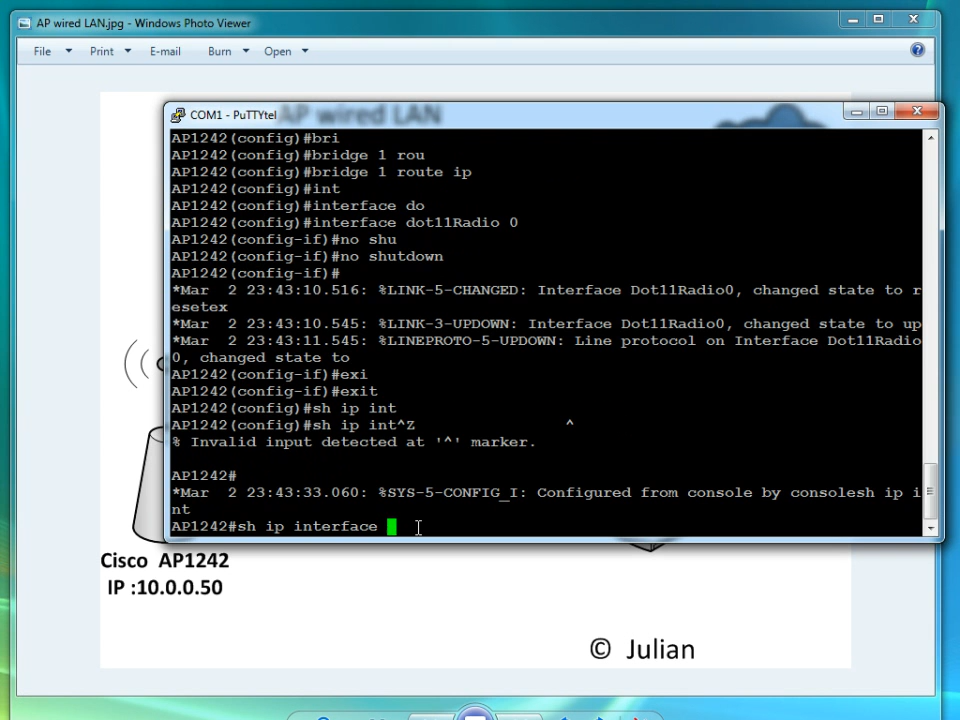 AP wired LAN.jpg - Windows Photo Viewer
File Print E-mail Burn Open
AP wired LAN
COM1 - PuTTYtel
AP1242(config)#bri
AP1242(config)#bridge 1 rou
AP1242(config)#bridge 1 route ip
AP1242(config)#int
AP1242(config)#interface do
AP1242(config)#interface dot11Radio 0
AP1242(config-if)#no shu
AP1242(config-if)#no shutdown
AP1242(config-if)#
*Mar  2 23:43:10.516: %LINK-5-CHANGED: Interface Dot11Radio0, changed state to r
esetex
*Mar  2 23:43:10.545: %LINK-3-UPDOWN: Interface Dot11Radio0, changed state to up
*Mar  2 23:43:11.545: %LINEPROTO-5-UPDOWN: Line protocol on Interface Dot11Radio
0, changed state to
AP1242(config-if)#exi
AP1242(config-if)#exit
AP1242(config)#sh ip int
AP1242(config)#sh ip int^Z                ^
% Invalid input detected at '^' marker.
AP1242#
*Mar  2 23:43:33.060: %SYS-5-CONFIG_I: Configured from console by consolesh ip i
nt
AP1242#sh ip interface
Cisco  AP1242
IP :10.0.0.50
© Julian